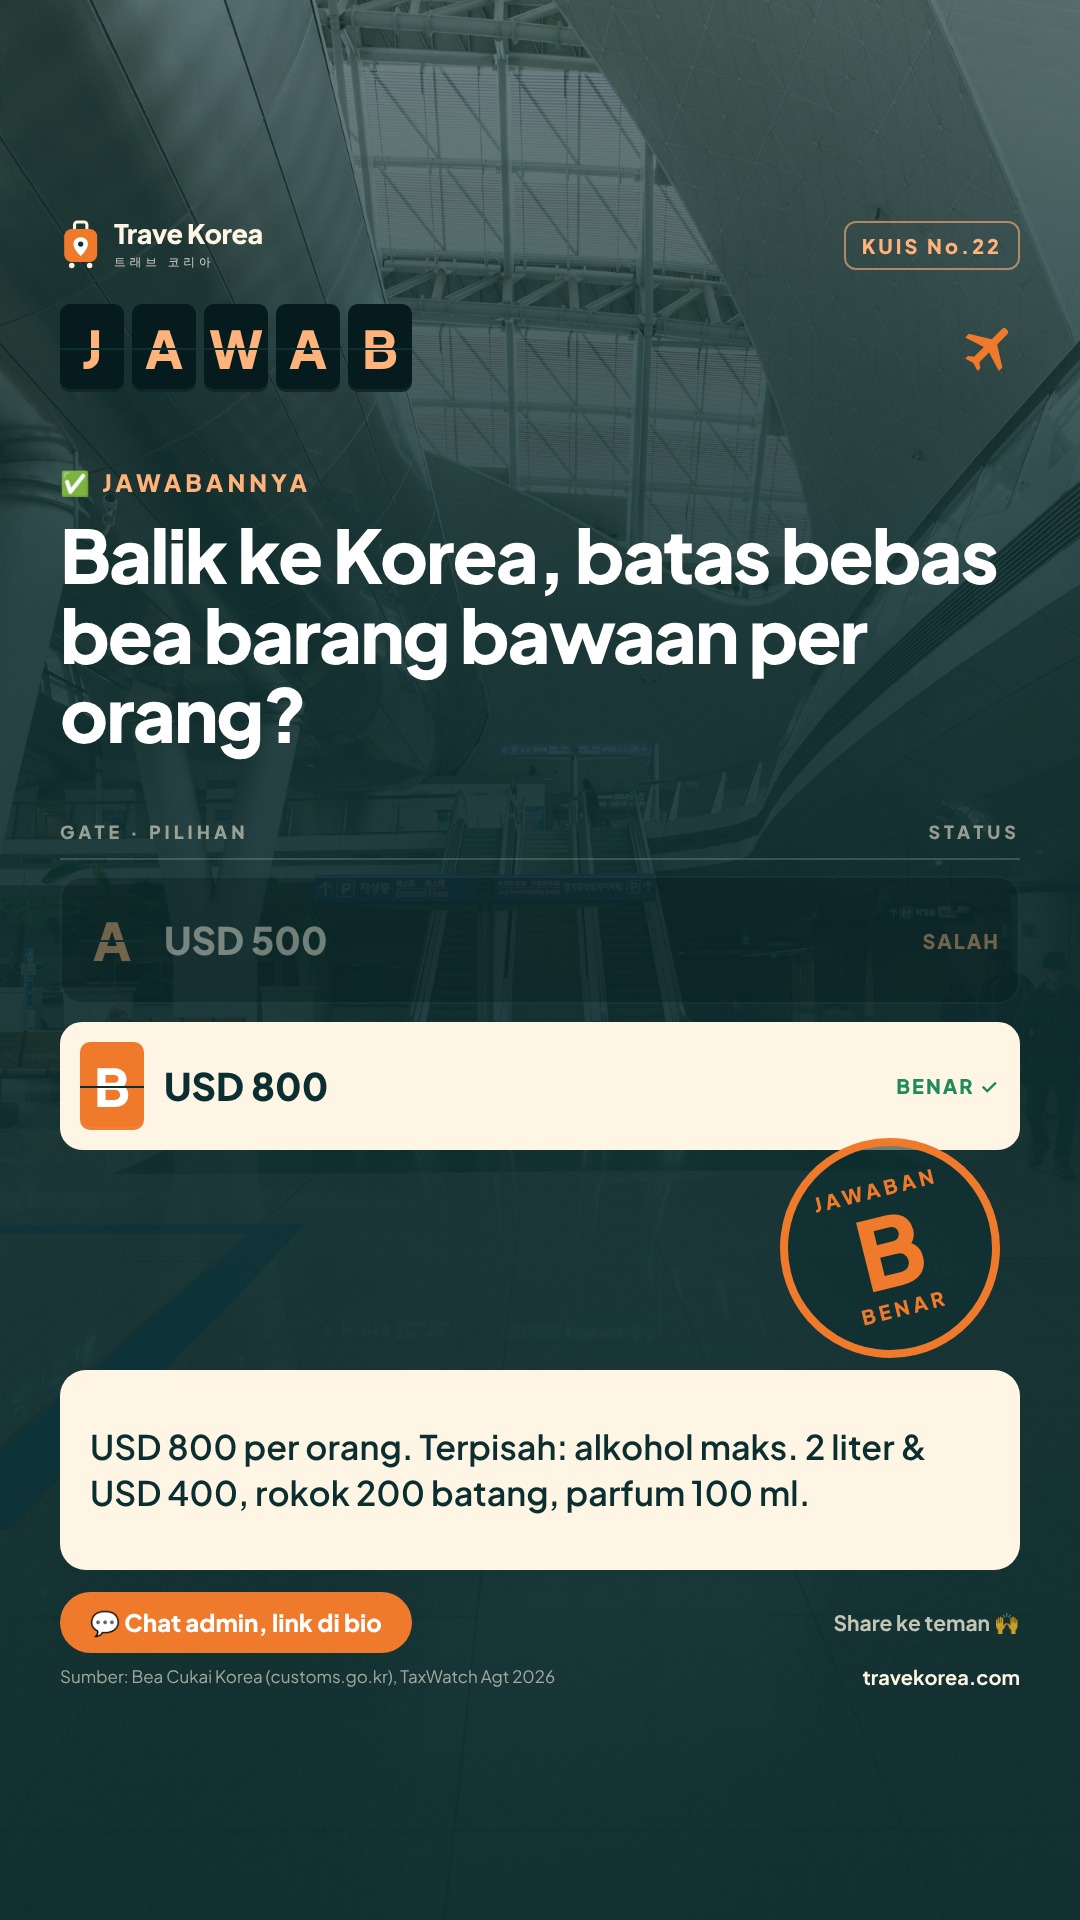 Trave Korea
트래브 코리아
KUIS No.22
JAWAB
✅ JAWABANNYA
Balik ke Korea, batas bebas
bea barang bawaan per
orang?
GATE · PILIHAN
STATUS
A USD 500 SALAH
B USD 800 BENAR ✓
JAWABAN
B
BENAR
USD 800 per orang. Terpisah: alkohol maks. 2 liter &
USD 400, rokok 200 batang, parfum 100 ml.
💬 Chat admin, link di bio
Share ke teman 🙌
Sumber: Bea Cukai Korea (customs.go.kr), TaxWatch Agt 2026
travekorea.com